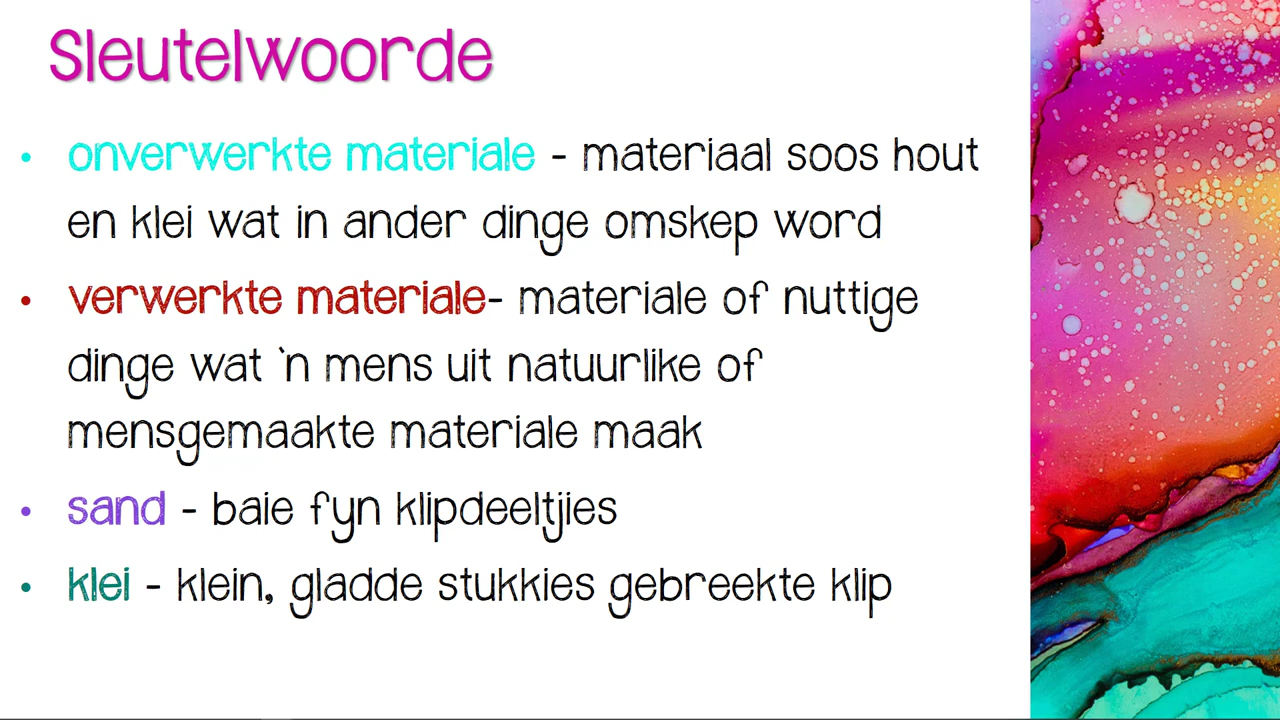 Sleutelwoorde
• onverwerkte materiale - materiaal soos hout
en klei wat in ander dinge omskep word
• verwerkte materiale- materiale of nuttige
dinge wat `n mens uit natuurlike of
mensgemaakte materiale maak
• sand - baie fyn klipdeeltjies
• klei - klein, gladde stukkies gebreekte klip